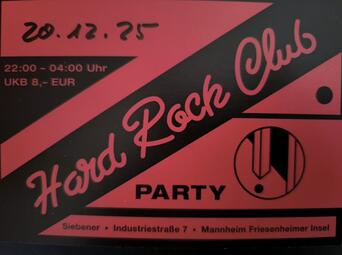 20.12.25
22:00 – 04:00 Uhr
UKB 8,- EUR
Hard Rock Club
PARTY
Siebener • Industriestraße 7 • Mannheim Friesenheimer Insel